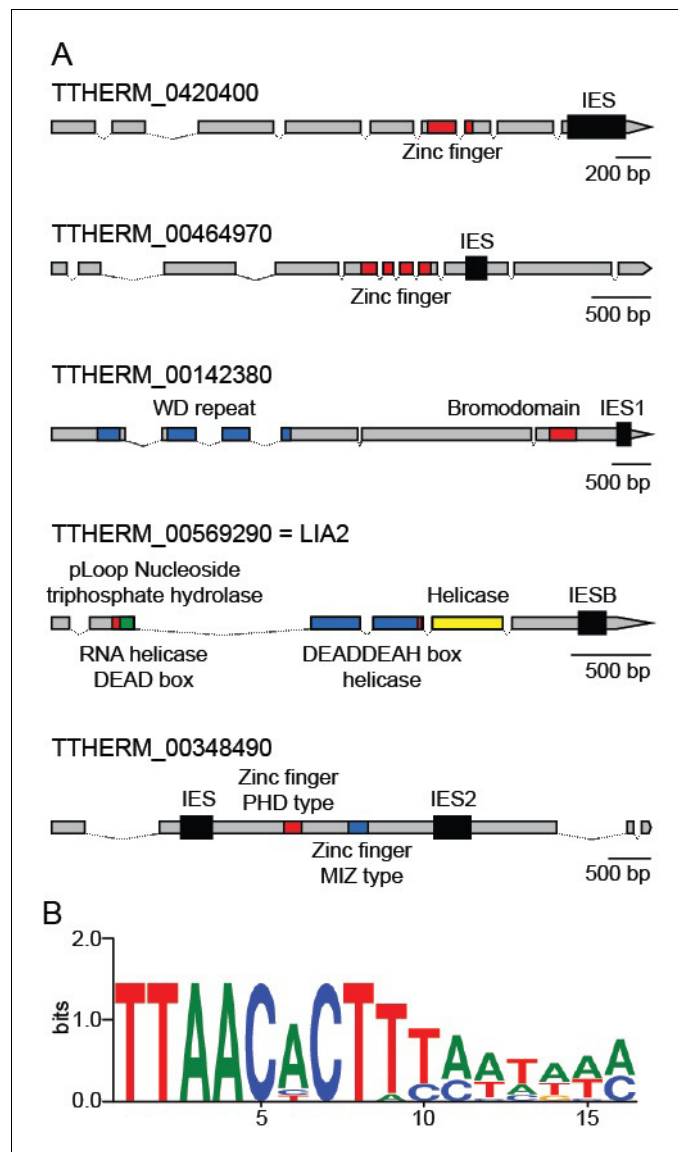 A
TTHERM_0420400
IES
Zinc finger
200 bp
TTHERM_00464970
IES
Zinc finger
500 bp
TTHERM_00142380
WD repeat
Bromodomain
IES1
500 bp
TTHERM_00569290 = LIA2
pLoop Nucleoside
triphosphate hydrolase
Helicase
IESB
RNA helicase
DEAD box
DEADDEAH box
helicase
500 bp
TTHERM_00348490
IES
Zinc finger
PHD type
IES2
Zinc finger
MIZ type
500 bp
B
2.0
bits
1.0
0.0
TTAACACTTTAATAAA
5
10
15